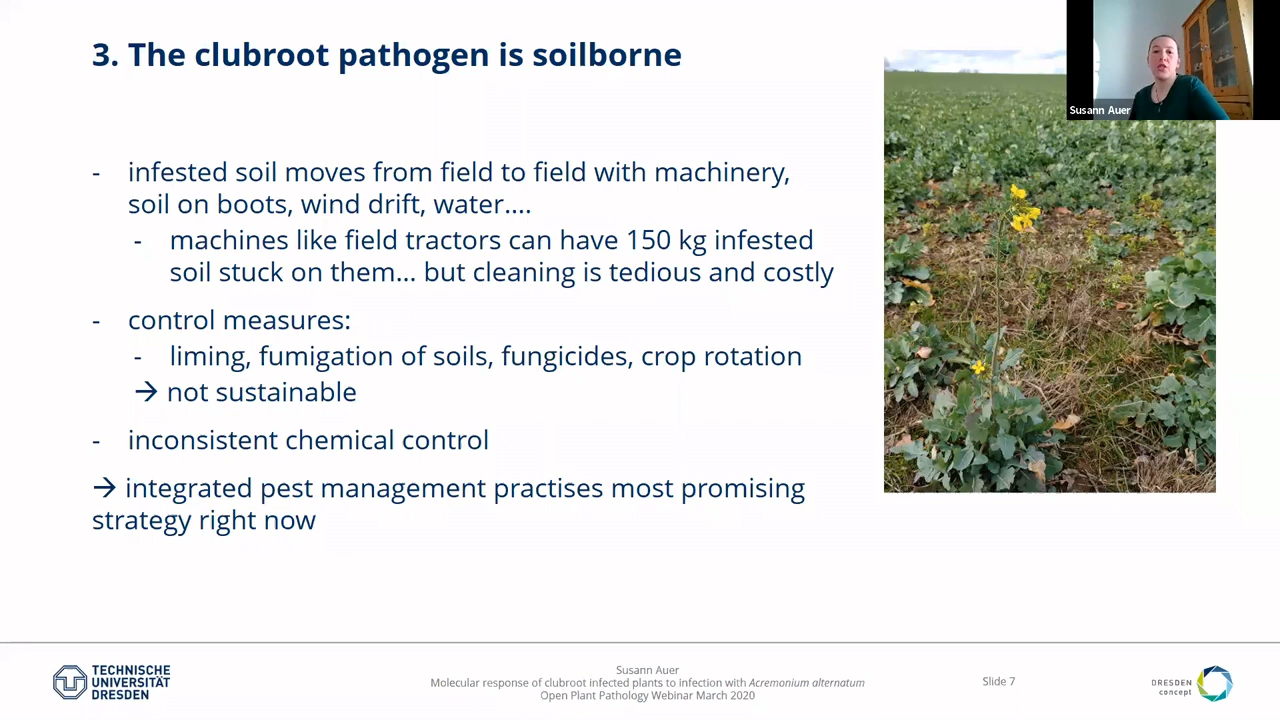 3. The clubroot pathogen is soilborne
Susann Auer
- infested soil moves from field to field with machinery,
soil on boots, wind drift, water....
- machines like field tractors can have 150 kg infested
soil stuck on them... but cleaning is tedious and costly
- control measures:
- liming, fumigation of soils, fungicides, crop rotation
→ not sustainable
- inconsistent chemical control
→ integrated pest management practises most promising
strategy right now
TECHNISCHE
UNIVERSITÄT
DRESDEN
Susann Auer
Molecular response of clubroot infected plants to infection with Acremonium alternatum
Open Plant Pathology Webinar March 2020
Slide 7
DRESDEN
concept